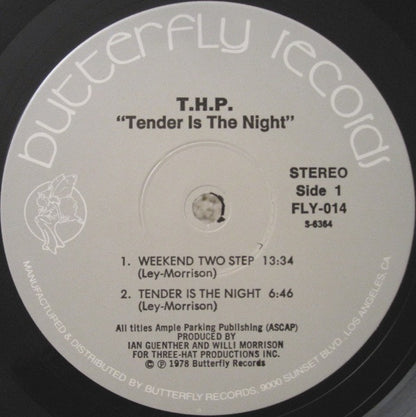 butterfly records
T.H.P.
"Tender Is The Night"
STEREO
Side 1
FLY-014
S-6364
1. WEEKEND TWO STEP 13:34
(Ley-Morrison)
2. TENDER IS THE NIGHT 6:46
(Ley-Morrison)
All titles Ample Parking Publishing (ASCAP)
PRODUCED BY
IAN GUENTHER AND WILLI MORRISON
FOR THREE-HAT PRODUCTIONS INC.
© ℗ 1978 Butterfly Records
MANUFACTURED & DISTRIBUTED BY BUTTERFLY RECORDS, 9000 SUNSET BLVD., LOS ANGELES, CA